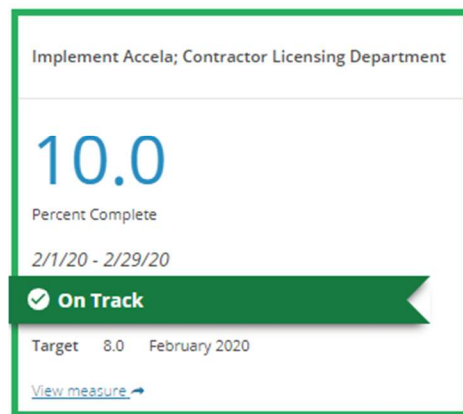 Implement Accela; Contractor Licensing Department
10.0
Percent Complete
2/1/20 - 2/29/20
On Track
Target 8.0 February 2020
View measure